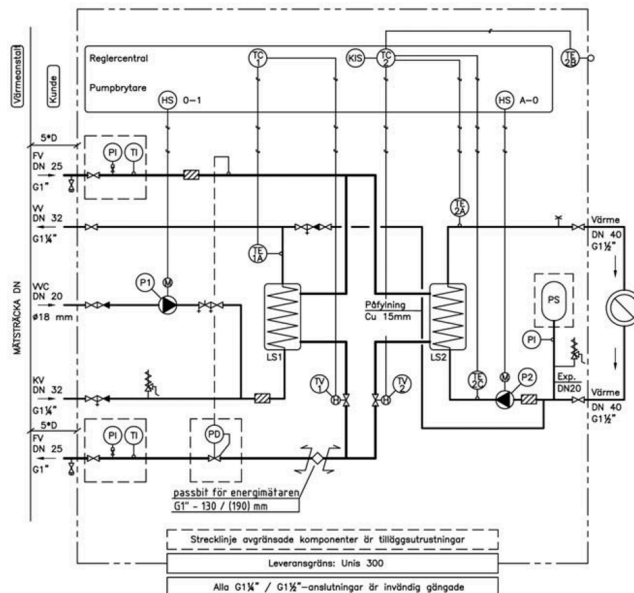 Värmeanstalt
Kunde
MÄTSTRÄCKA DN
Reglercentral
Pumpbrytare
TC 1
KIS
TC 2
TE 2B
HS 0-1
HS A-0
5*D
FV
DN 25
G1"
PI
TI
VV
DN 32
G1¼"
TE 1A
TE 2A
Värme
DN 40
G1½"
VVC
DN 20
ø18 mm
P1
M
LS1
Påfylning
Cu 15mm
LS2
PS
PI
TV 1
TV 2
TE 2C
M
P2
Exp.
DN20
KV
DN 32
G1¼"
Värme
DN 40
G1½"
5*D
FV
DN 25
G1"
PI
TI
PD
passbit för energimätaren
G1" - 130 / (190) mm
Strecklinje avgränsade komponenter är tilläggsutrustningar
Leveransgräns: Unis 300
Alla G1¼" / G1½"-anslutningar är invändig gängade